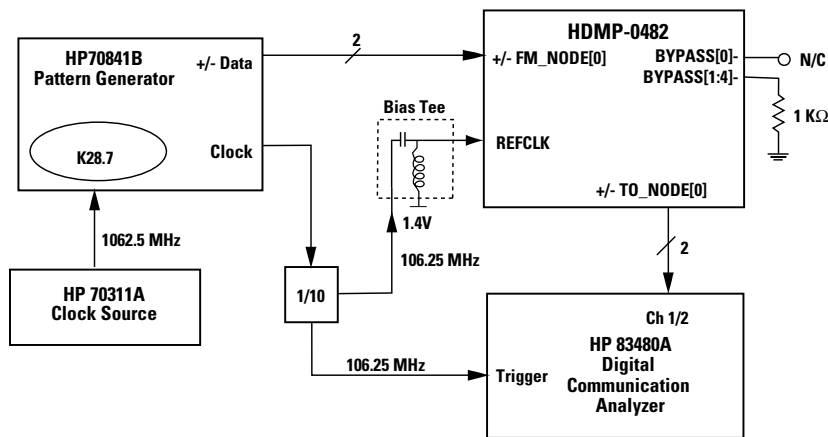 HP70841B
Pattern Generator
+/- Data
K28.7
Clock
2
HDMP-0482
+/- FM_NODE[0]
BYPASS[0]-
BYPASS[1:4]-
N/C
1 KΩ
REFCLK
+/- TO_NODE[0]
Bias Tee
1.4V
1062.5 MHz
106.25 MHz
HP 70311A
Clock Source
1/10
106.25 MHz
2
Ch 1/2
HP 83480A
Digital
Communication
Analyzer
Trigger